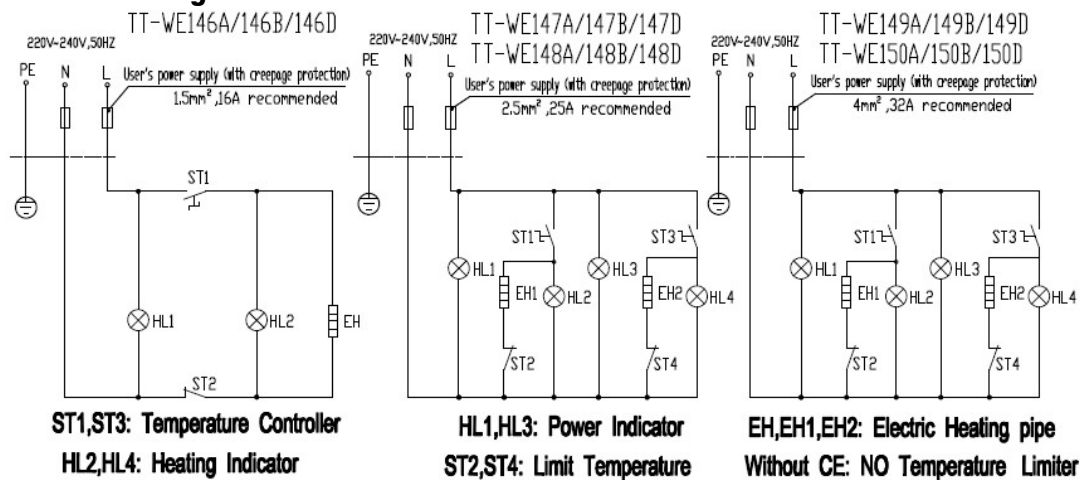 TT-WE146A/146B/146D
220V~240V,50HZ
PE N L
User's power supply (with creepage protection)
1.5mm²,16A recommended
ST1
HL1
HL2
EH
ST2
TT-WE147A/147B/147D
TT-WE148A/148B/148D
220V~240V,50HZ
PE N L
User's power supply (with creepage protection)
2.5mm²,25A recommended
ST1
ST3
HL1
HL3
EH1
HL2
EH2
HL4
ST2
ST4
TT-WE149A/149B/149D
TT-WE150A/150B/150D
220V~240V,50HZ
PE N L
User's power supply (with creepage protection)
4mm²,32A recommended
ST1
ST3
HL1
HL3
EH1
HL2
EH2
HL4
ST2
ST4
ST1,ST3: Temperature Controller
HL1,HL3: Power Indicator
EH,EH1,EH2: Electric Heating pipe
HL2,HL4: Heating Indicator
ST2,ST4: Limit Temperature
Without CE: NO Temperature Limiter